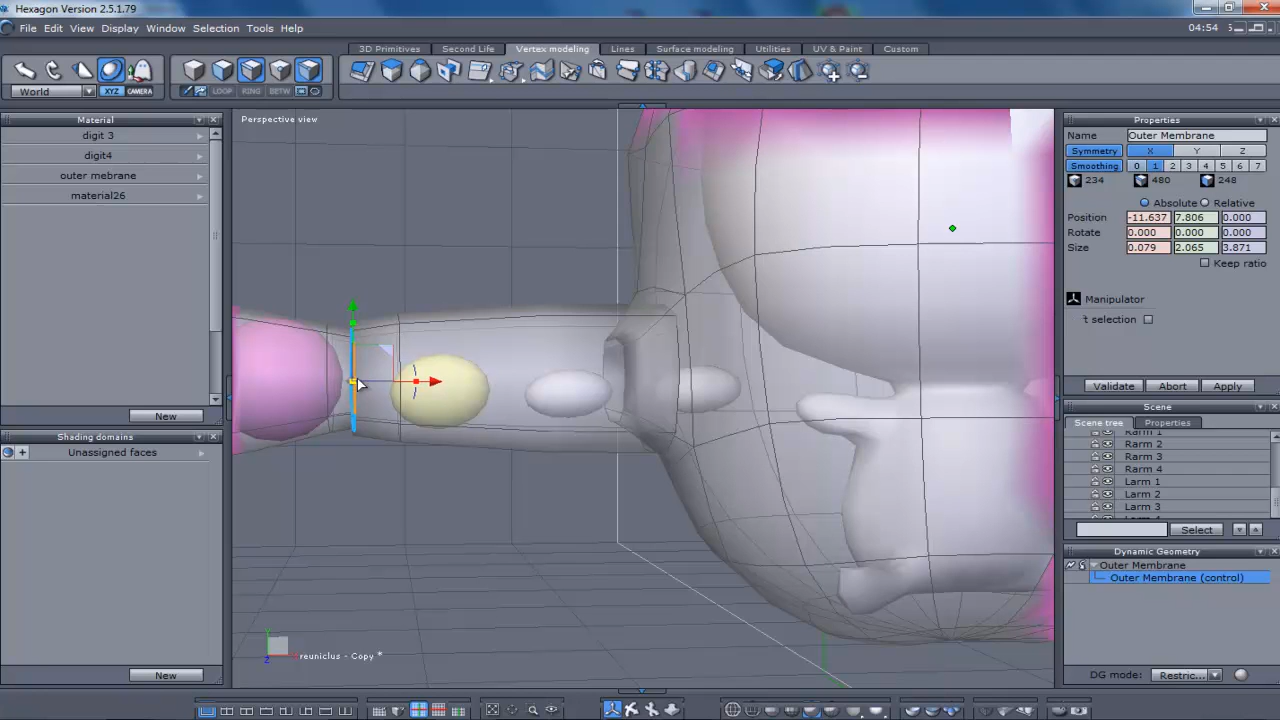 Hexagon Version 2.5.1.79
File Edit View Display Window Selection Tools Help
04:54
3D Primitives Second Life Vertex modeling Lines Surface modeling Utilities UV & Paint Custom
World XYZ CAMERA
LOOP RING BETW
Material
digit 3
digit4
outer mebrane
material26
New
Shading domains
Unassigned faces
New
Perspective view
Y
Z
reuniclus - Copy *
Properties
Name Outer Membrane
Symmetry X Y Z
Smoothing 0 1 2 3 4 5 6 7
234 480 248
Absolute Relative
Position -11.637 7.806 0.000
Rotate 0.000 0.000 0.000
Size 0.079 2.065 3.871
Keep ratio
Manipulator
t selection
Validate Abort Apply
Scene
Scene tree Properties
Rarm 1
Rarm 2
Rarm 3
Rarm 4
Larm 1
Larm 2
Larm 3
Select
Dynamic Geometry
Outer Membrane
Outer Membrane (control)
DG mode: Restric...